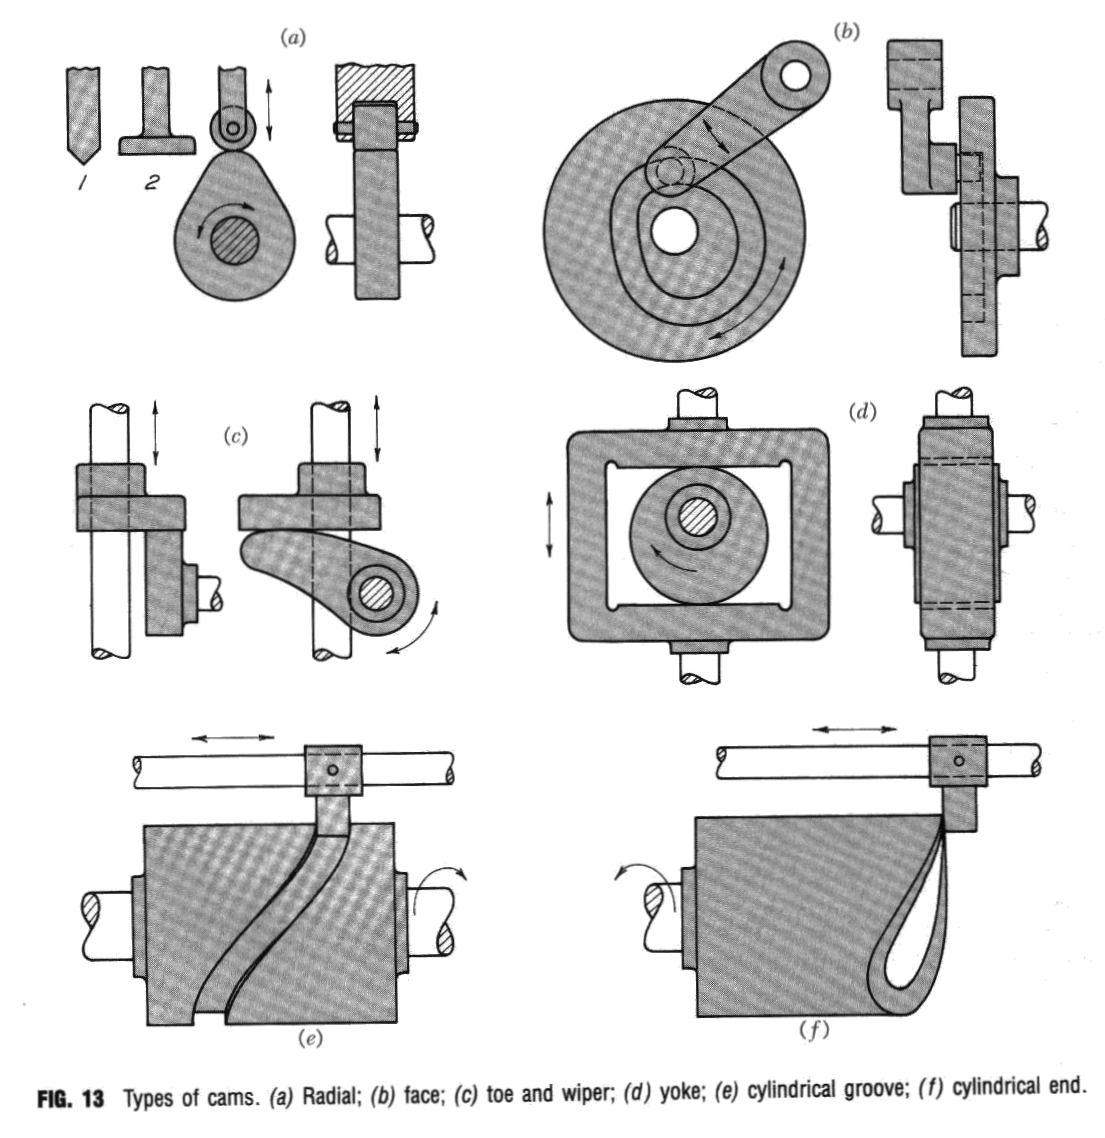 (a)
(b)
1
2
(c)
(d)
(e)
(f)
FIG. 13 Types of cams. (a) Radial; (b) face; (c) toe and wiper; (d) yoke; (e) cylindrical groove; (f) cylindrical end.